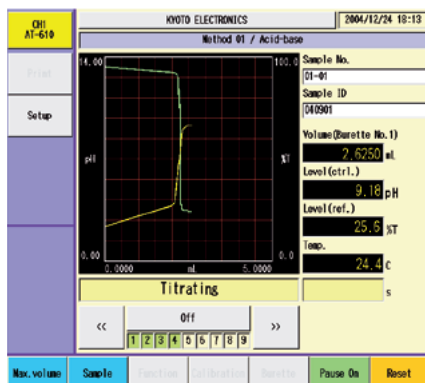 CH1
AT-610
KYOTO ELECTRONICS
2004/12/24 18:13
Method 01 / Acid-base
Print
Setup
14.00
100.0
pH
%T
0.00
0.0
0.0000
mL
5.0000
Sample No.
01-01
Sample ID
040901
Volume(Burette No.1)
2.6250 mL
Level(ctrl.)
9.18 pH
Level(ref.)
25.6 %T
Temp.
24.4 C
Titrating
s
<<
Off
>>
1 2 3 4 5 6 7 8 9
Max.volume
Sample
Function
Calibration
Burette
Pause On
Reset